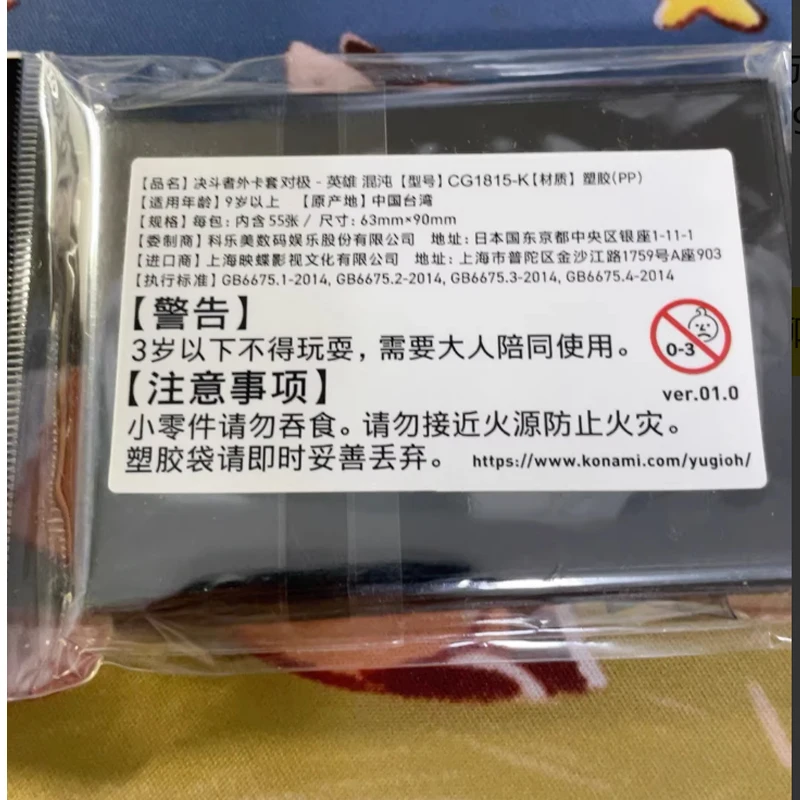 【品名】决斗者外卡套 对极 - 英雄 混沌【型号】CG1815-K【材质】塑胶(PP)
【适用年龄】9岁以上 【原产地】中国台湾
【规格】每包: 内含 55张 / 尺寸: 63mm×90mm
【委制商】科乐美数码娱乐股份有限公司 地址: 日本国东京都中央区银座1-11-1
【进口商】上海映蝶影视文化有限公司 地址: 上海市普陀区金沙江路1759号A座903
【执行标准】GB6675.1-2014, GB6675.2-2014, GB6675.3-2014, GB6675.4-2014
【警告】
3岁以下不得玩耍，需要大人陪同使用。
0-3
【注意事项】
ver.01.0
小零件请勿吞食。请勿接近火源防止火灾。
塑胶袋请即时妥善丢弃。 https://www.konami.com/yugioh/